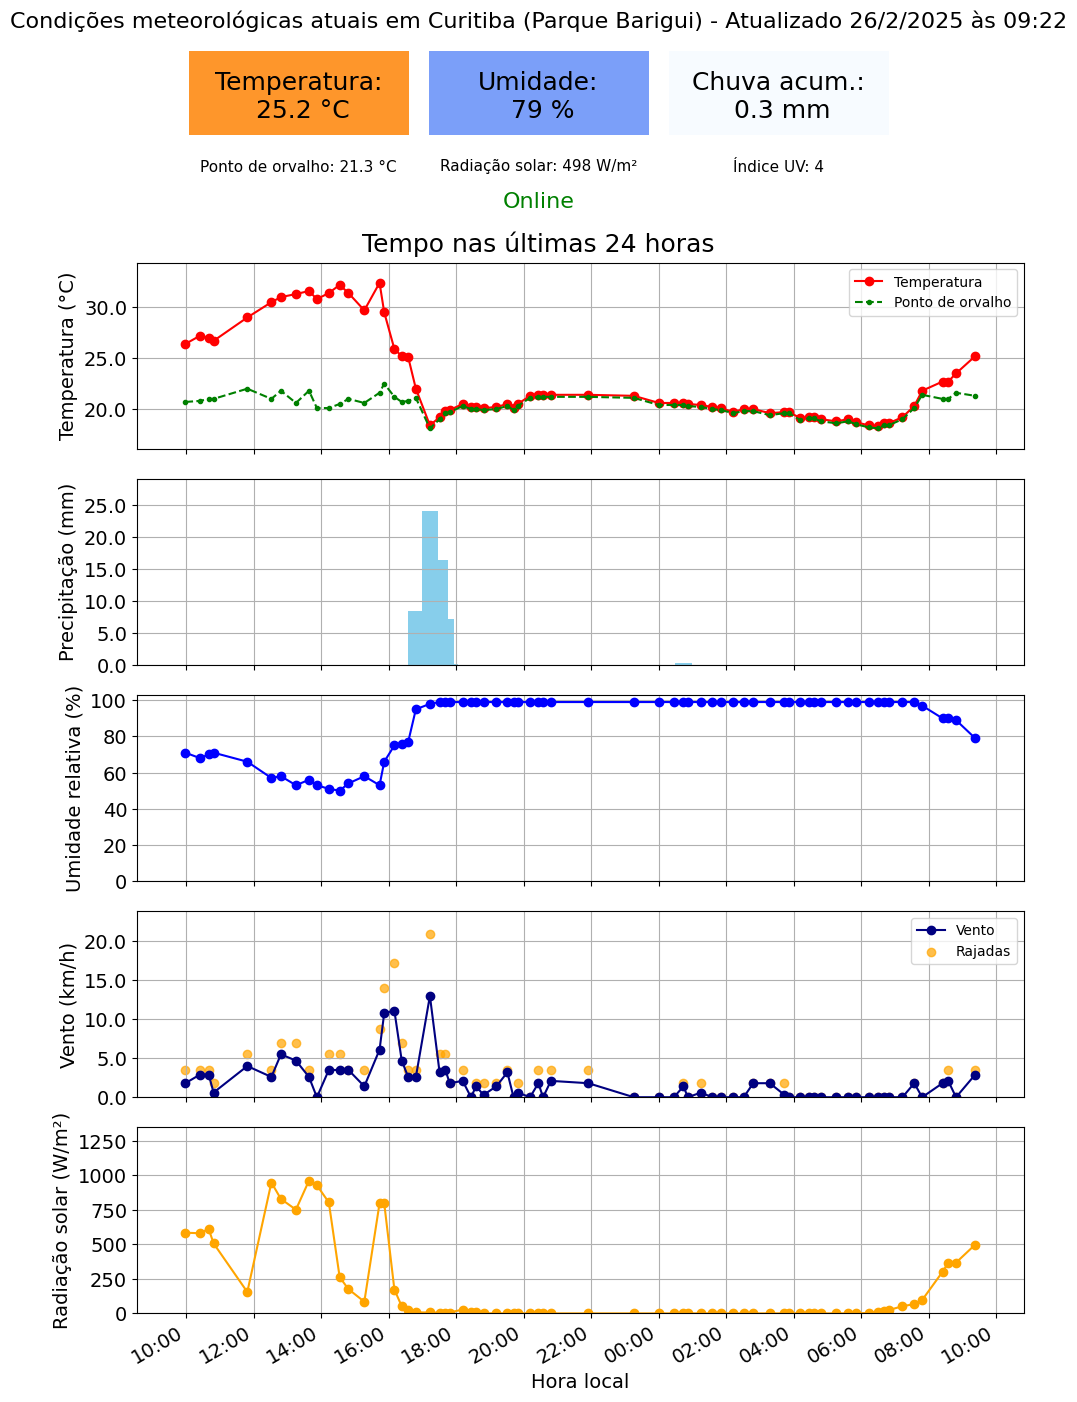 Condições meteorológicas atuais em Curitiba (Parque Barigui) - Atualizado 26/2/2025 às 09:22
Temperatura:
25.2 °C
Umidade:
79 %
Chuva acum.:
0.3 mm
Ponto de orvalho: 21.3 °C
Radiação solar: 498 W/m²
Índice UV: 4
Online
Tempo nas últimas 24 horas
Temperatura (°C)
30.0
25.0
20.0
Temperatura
Ponto de orvalho
Precipitação (mm)
25.0
20.0
15.0
10.0
5.0
0.0
Umidade relativa (%)
100
80
60
40
20
0
Vento (km/h)
20.0
15.0
10.0
5.0
0.0
Vento
Rajadas
Radiação solar (W/m²)
1250
1000
750
500
250
0
10:00
12:00
14:00
16:00
18:00
20:00
22:00
00:00
02:00
04:00
06:00
08:00
10:00
Hora local